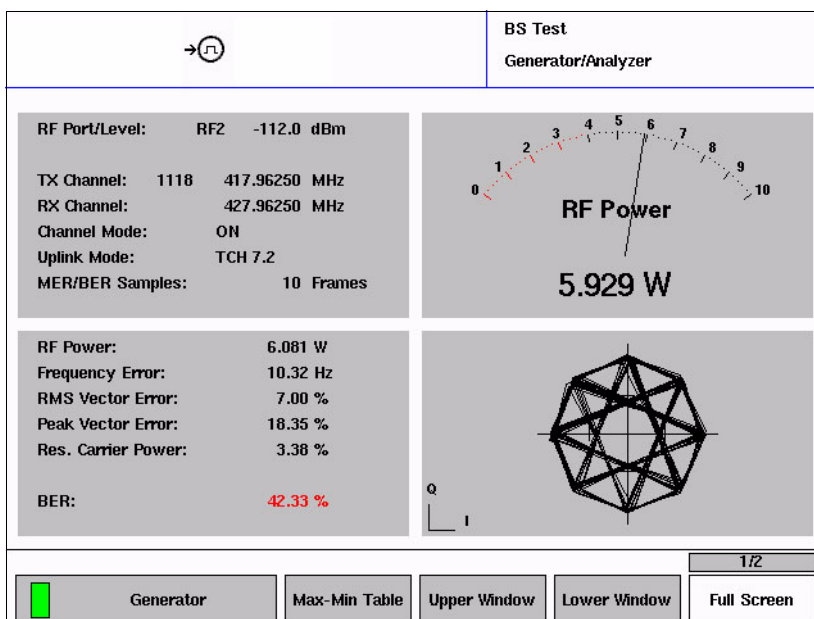 BS Test
Generator/Analyzer
RF Port/Level: RF2 -112.0 dBm
TX Channel: 1118 417.96250 MHz
RX Channel: 427.96250 MHz
Channel Mode: ON
Uplink Mode: TCH 7.2
MER/BER Samples: 10 Frames
0 1 2 3 4 5 6 7 8 9 10
RF Power
5.929 W
RF Power: 6.081 W
Frequency Error: 10.32 Hz
RMS Vector Error: 7.00 %
Peak Vector Error: 18.35 %
Res. Carrier Power: 3.38 %
BER: 42.33 %
Q
I
1/2
Generator
Max-Min Table
Upper Window
Lower Window
Full Screen